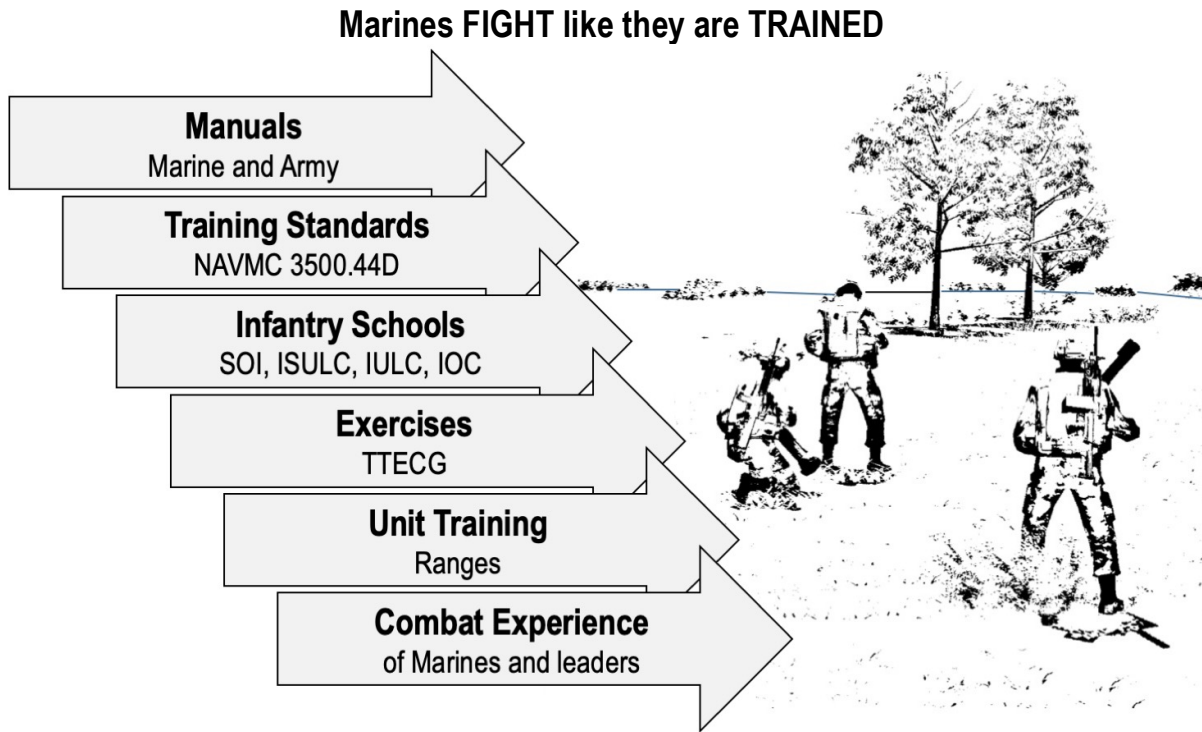 Marines FIGHT like they are TRAINED
Manuals
Marine and Army
Training Standards
NAVMC 3500.44D
Infantry Schools
SOI, ISULC, IULC, IOC
Exercises
TTECG
Unit Training
Ranges
Combat Experience
of Marines and leaders